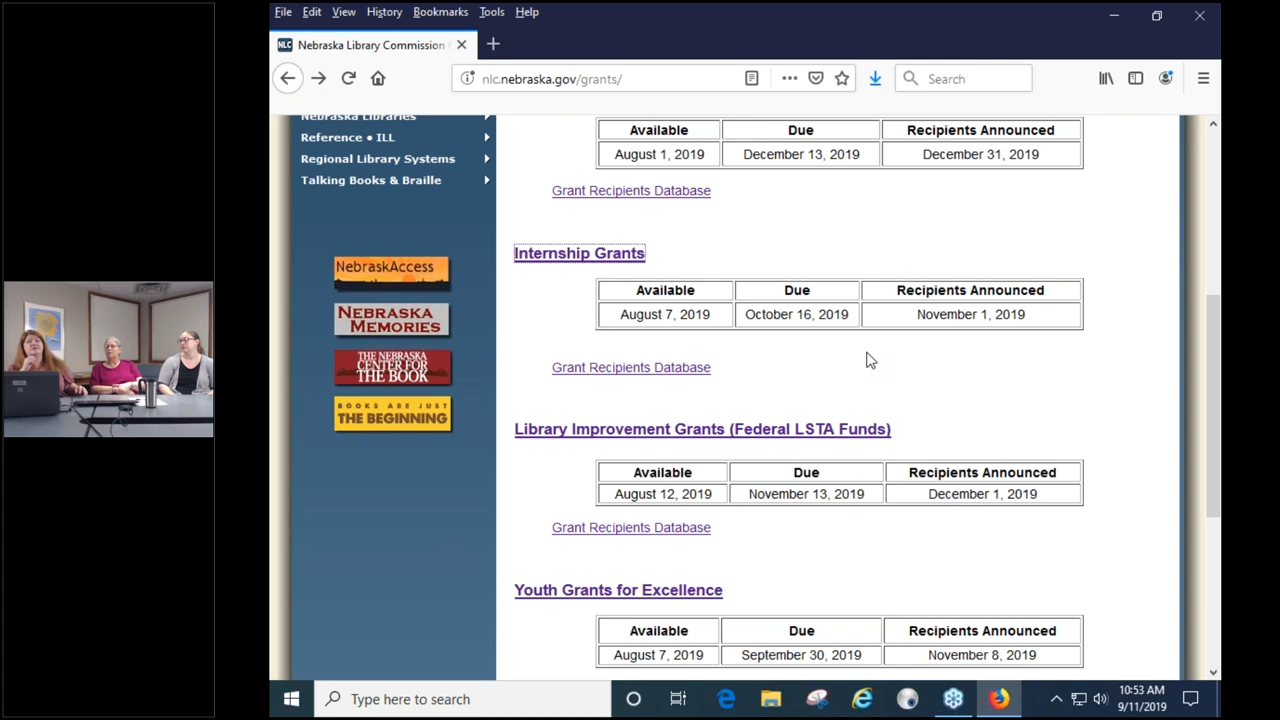 File Edit View History Bookmarks Tools Help
NLC Nebraska Library Commission
nlc.nebraska.gov/grants/
Search
Nebraska Libraries
Reference • ILL
Regional Library Systems
Talking Books & Braille
NebraskAccess
NEBRASKA
MEMORIES
THE NEBRASKA
CENTER FOR
THE BOOK
BOOKS ARE JUST
THE BEGINNING
Available Due Recipients Announced
August 1, 2019 December 13, 2019 December 31, 2019
Grant Recipients Database
Internship Grants
Available Due Recipients Announced
August 7, 2019 October 16, 2019 November 1, 2019
Grant Recipients Database
Library Improvement Grants (Federal LSTA Funds)
Available Due Recipients Announced
August 12, 2019 November 13, 2019 December 1, 2019
Grant Recipients Database
Youth Grants for Excellence
Available Due Recipients Announced
August 7, 2019 September 30, 2019 November 8, 2019
Type here to search
10:53 AM
9/11/2019